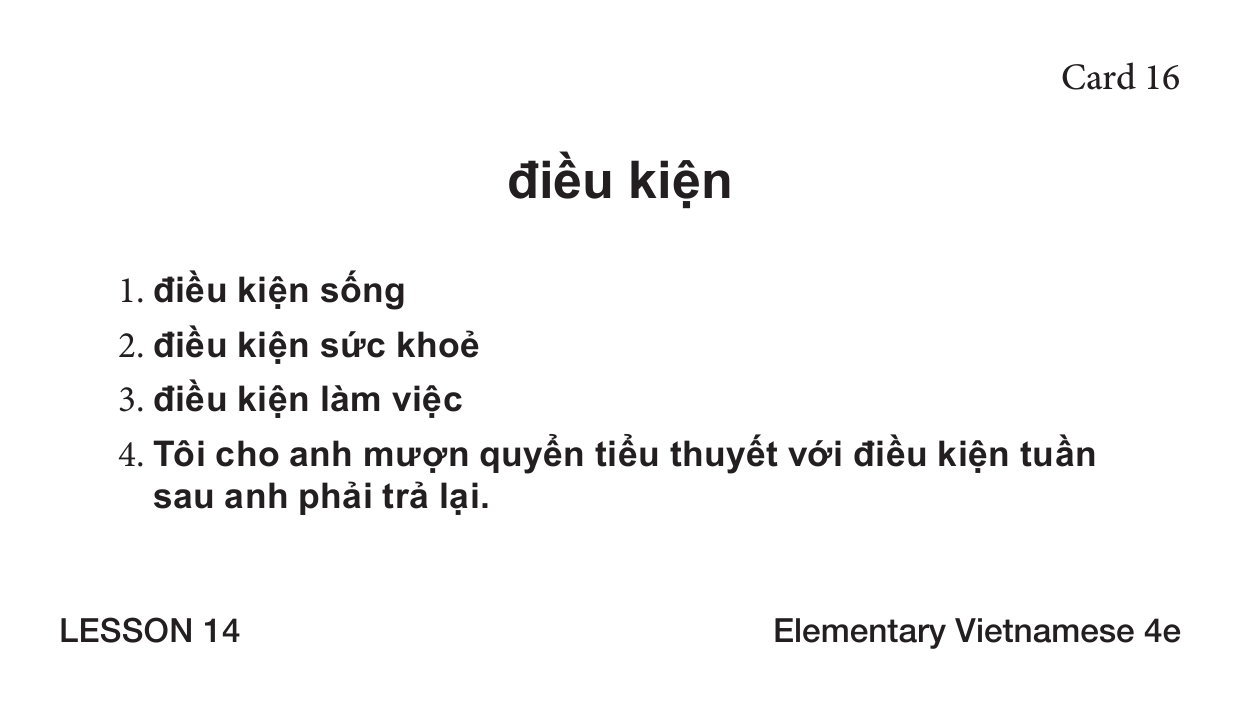 Card 16
điều kiện
1. điều kiện sống
2. điều kiện sức khoẻ
3. điều kiện làm việc
4. Tôi cho anh mượn quyển tiểu thuyết với điều kiện tuần
sau anh phải trả lại.
LESSON 14
Elementary Vietnamese 4e